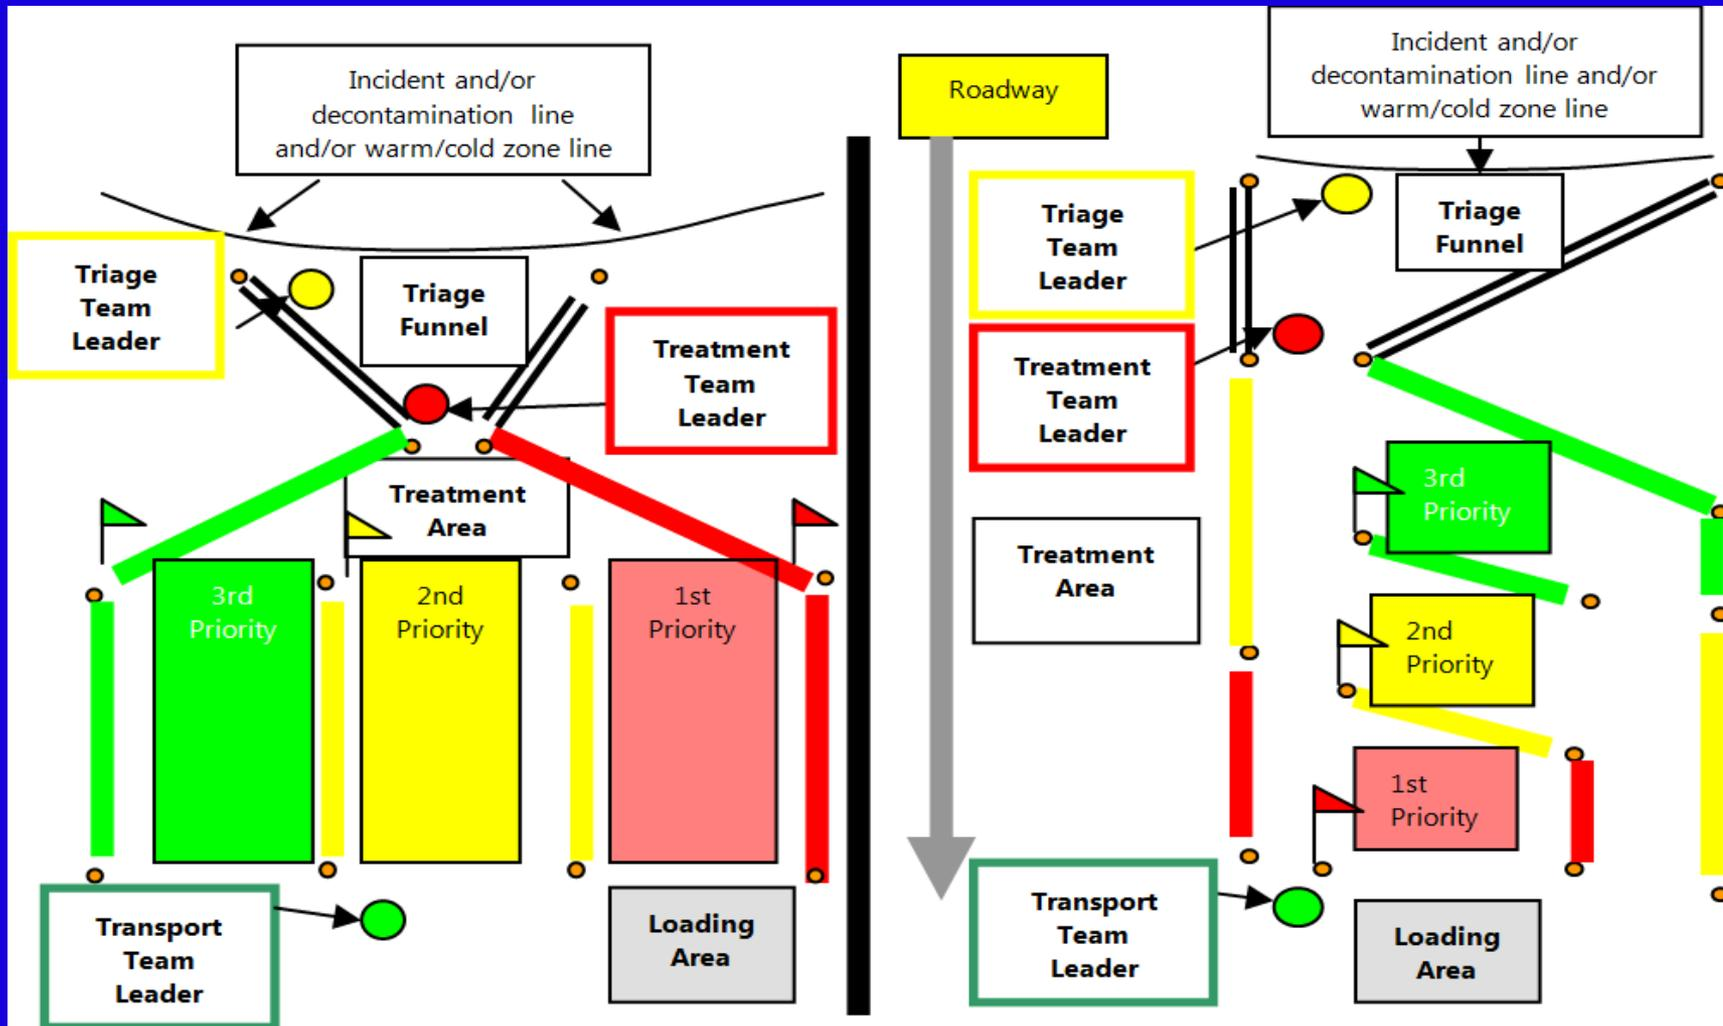 Incident and/or
decontamination line
and/or warm/cold zone line
Triage
Team
Leader
Triage
Funnel
Treatment
Team
Leader
Treatment
Area
3rd
Priority
2nd
Priority
1st
Priority
Transport
Team
Leader
Loading
Area
Roadway
Incident and/or
decontamination line and/or
warm/cold zone line
Triage
Team
Leader
Triage
Funnel
Treatment
Team
Leader
Treatment
Area
3rd
Priority
2nd
Priority
1st
Priority
Transport
Team
Leader
Loading
Area